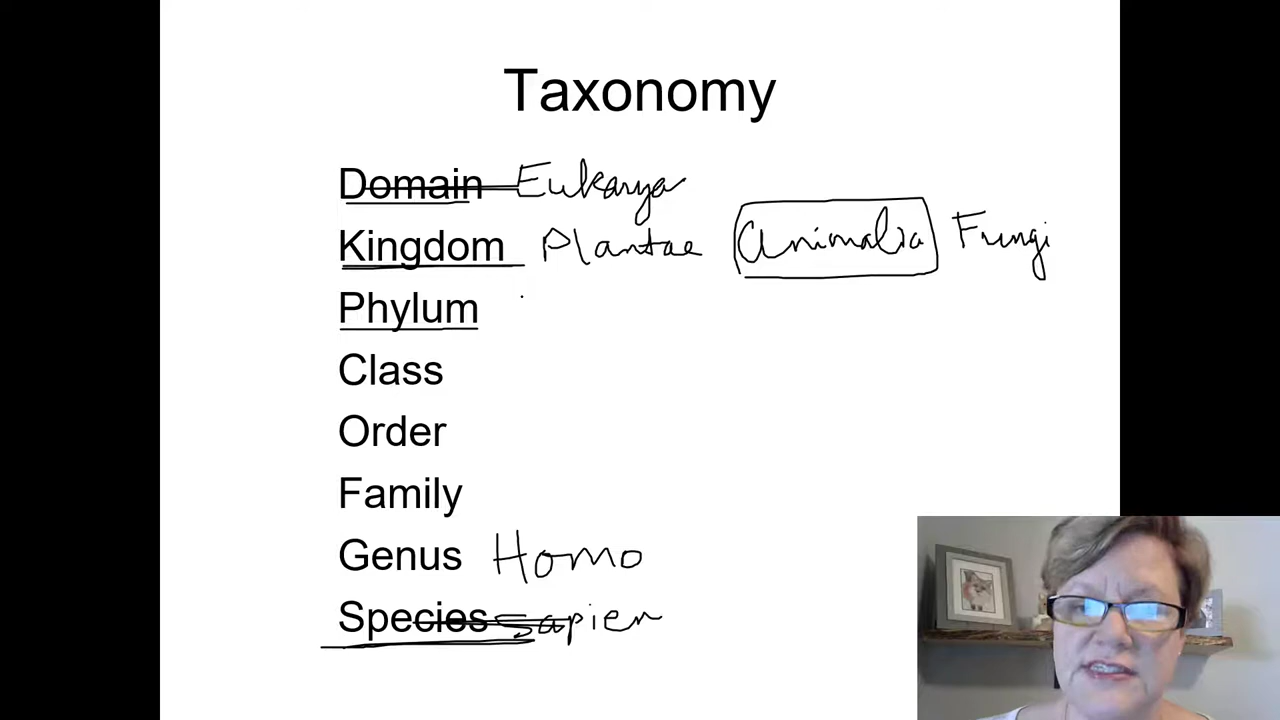 Taxonomy
Domain Eukarya
Kingdom Plantae Animalia Fungi
Phylum
Class
Order
Family
Genus Homo
Species Sapien